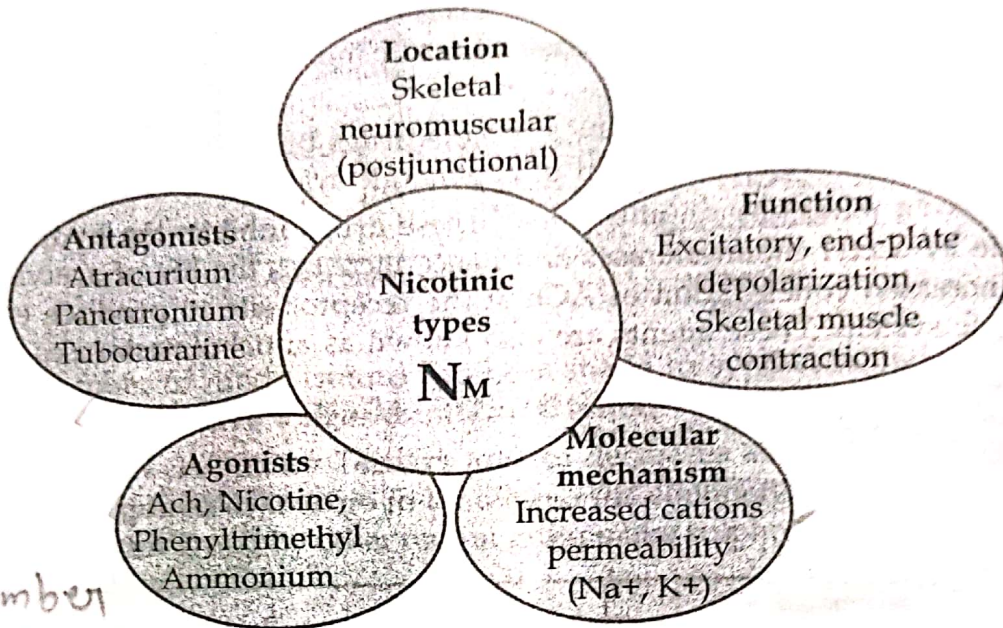 Location
Skeletal
neuromuscular
(postjunctional)
Function
Excitatory, end-plate
depolarization,
Skeletal muscle
contraction
Antagonists
Atracurium
Pancuronium
Tubocurarine
Nicotinic
types
NM
Molecular
mechanism
Increased cations
permeability
(Na+, K+)
Agonists
Ach, Nicotine,
Phenyltrimethyl
Ammonium
mber